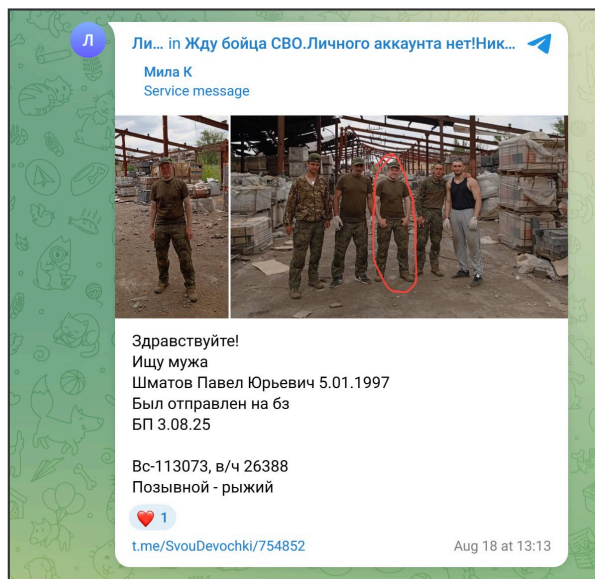 Л
Ли... in Жду бойца СВО.Личного аккаунта нет!Ник...
Мила К
Service message
Здравствуйте!
Ищу мужа
Шматов Павел Юрьевич 5.01.1997
Был отправлен на бз
БП 3.08.25
Вс-113073, в/ч 26388
Позывной - рыжий
❤️ 1
t.me/SvouDevochki/754852
Aug 18 at 13:13